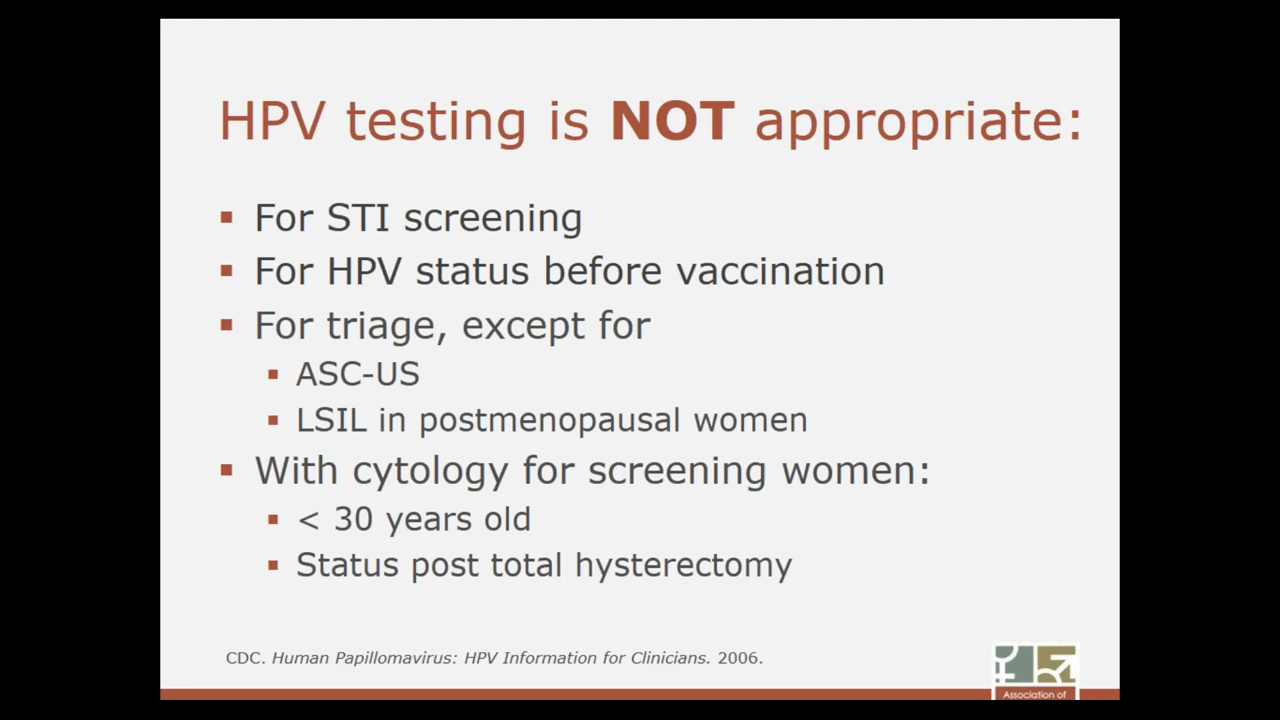 HPV testing is NOT appropriate:
▪ For STI screening
▪ For HPV status before vaccination
▪ For triage, except for
▪ ASC-US
▪ LSIL in postmenopausal women
▪ With cytology for screening women:
▪ < 30 years old
▪ Status post total hysterectomy
CDC. Human Papillomavirus: HPV Information for Clinicians. 2006.
Association of